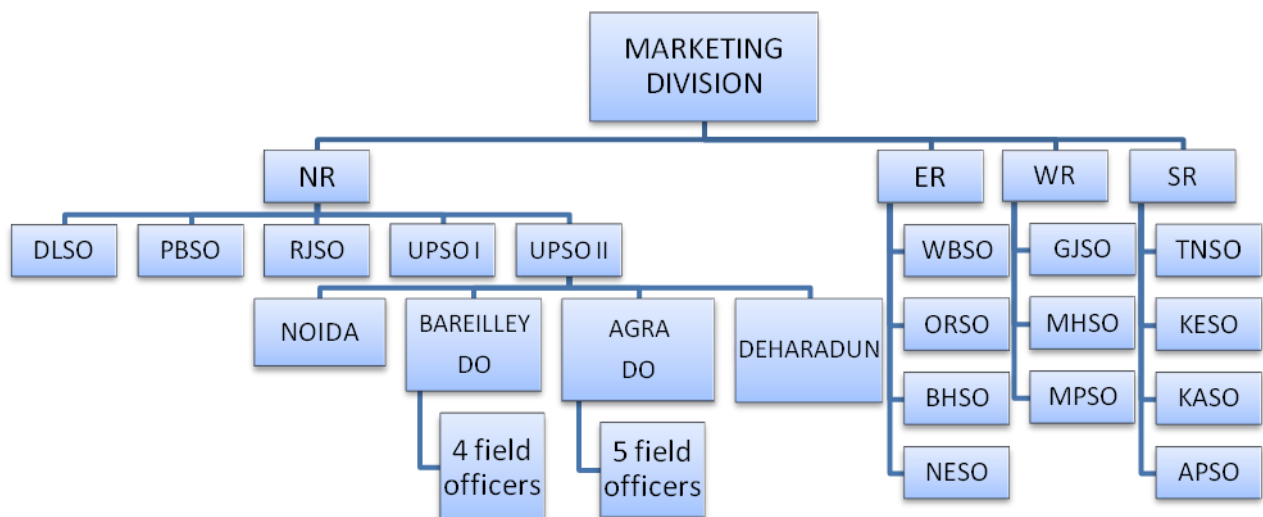 MARKETING
DIVISION
NR
ER
WR
SR
DLSO
PBSO
RJSO
UPSO I
UPSO II
WBSO
GJSO
TNSO
NOIDA
BAREILLEY
DO
AGRA
DO
DEHARADUN
ORSO
MHSO
KESO
BHSO
MPSO
KASO
4 field
officers
5 field
officers
NESO
APSO